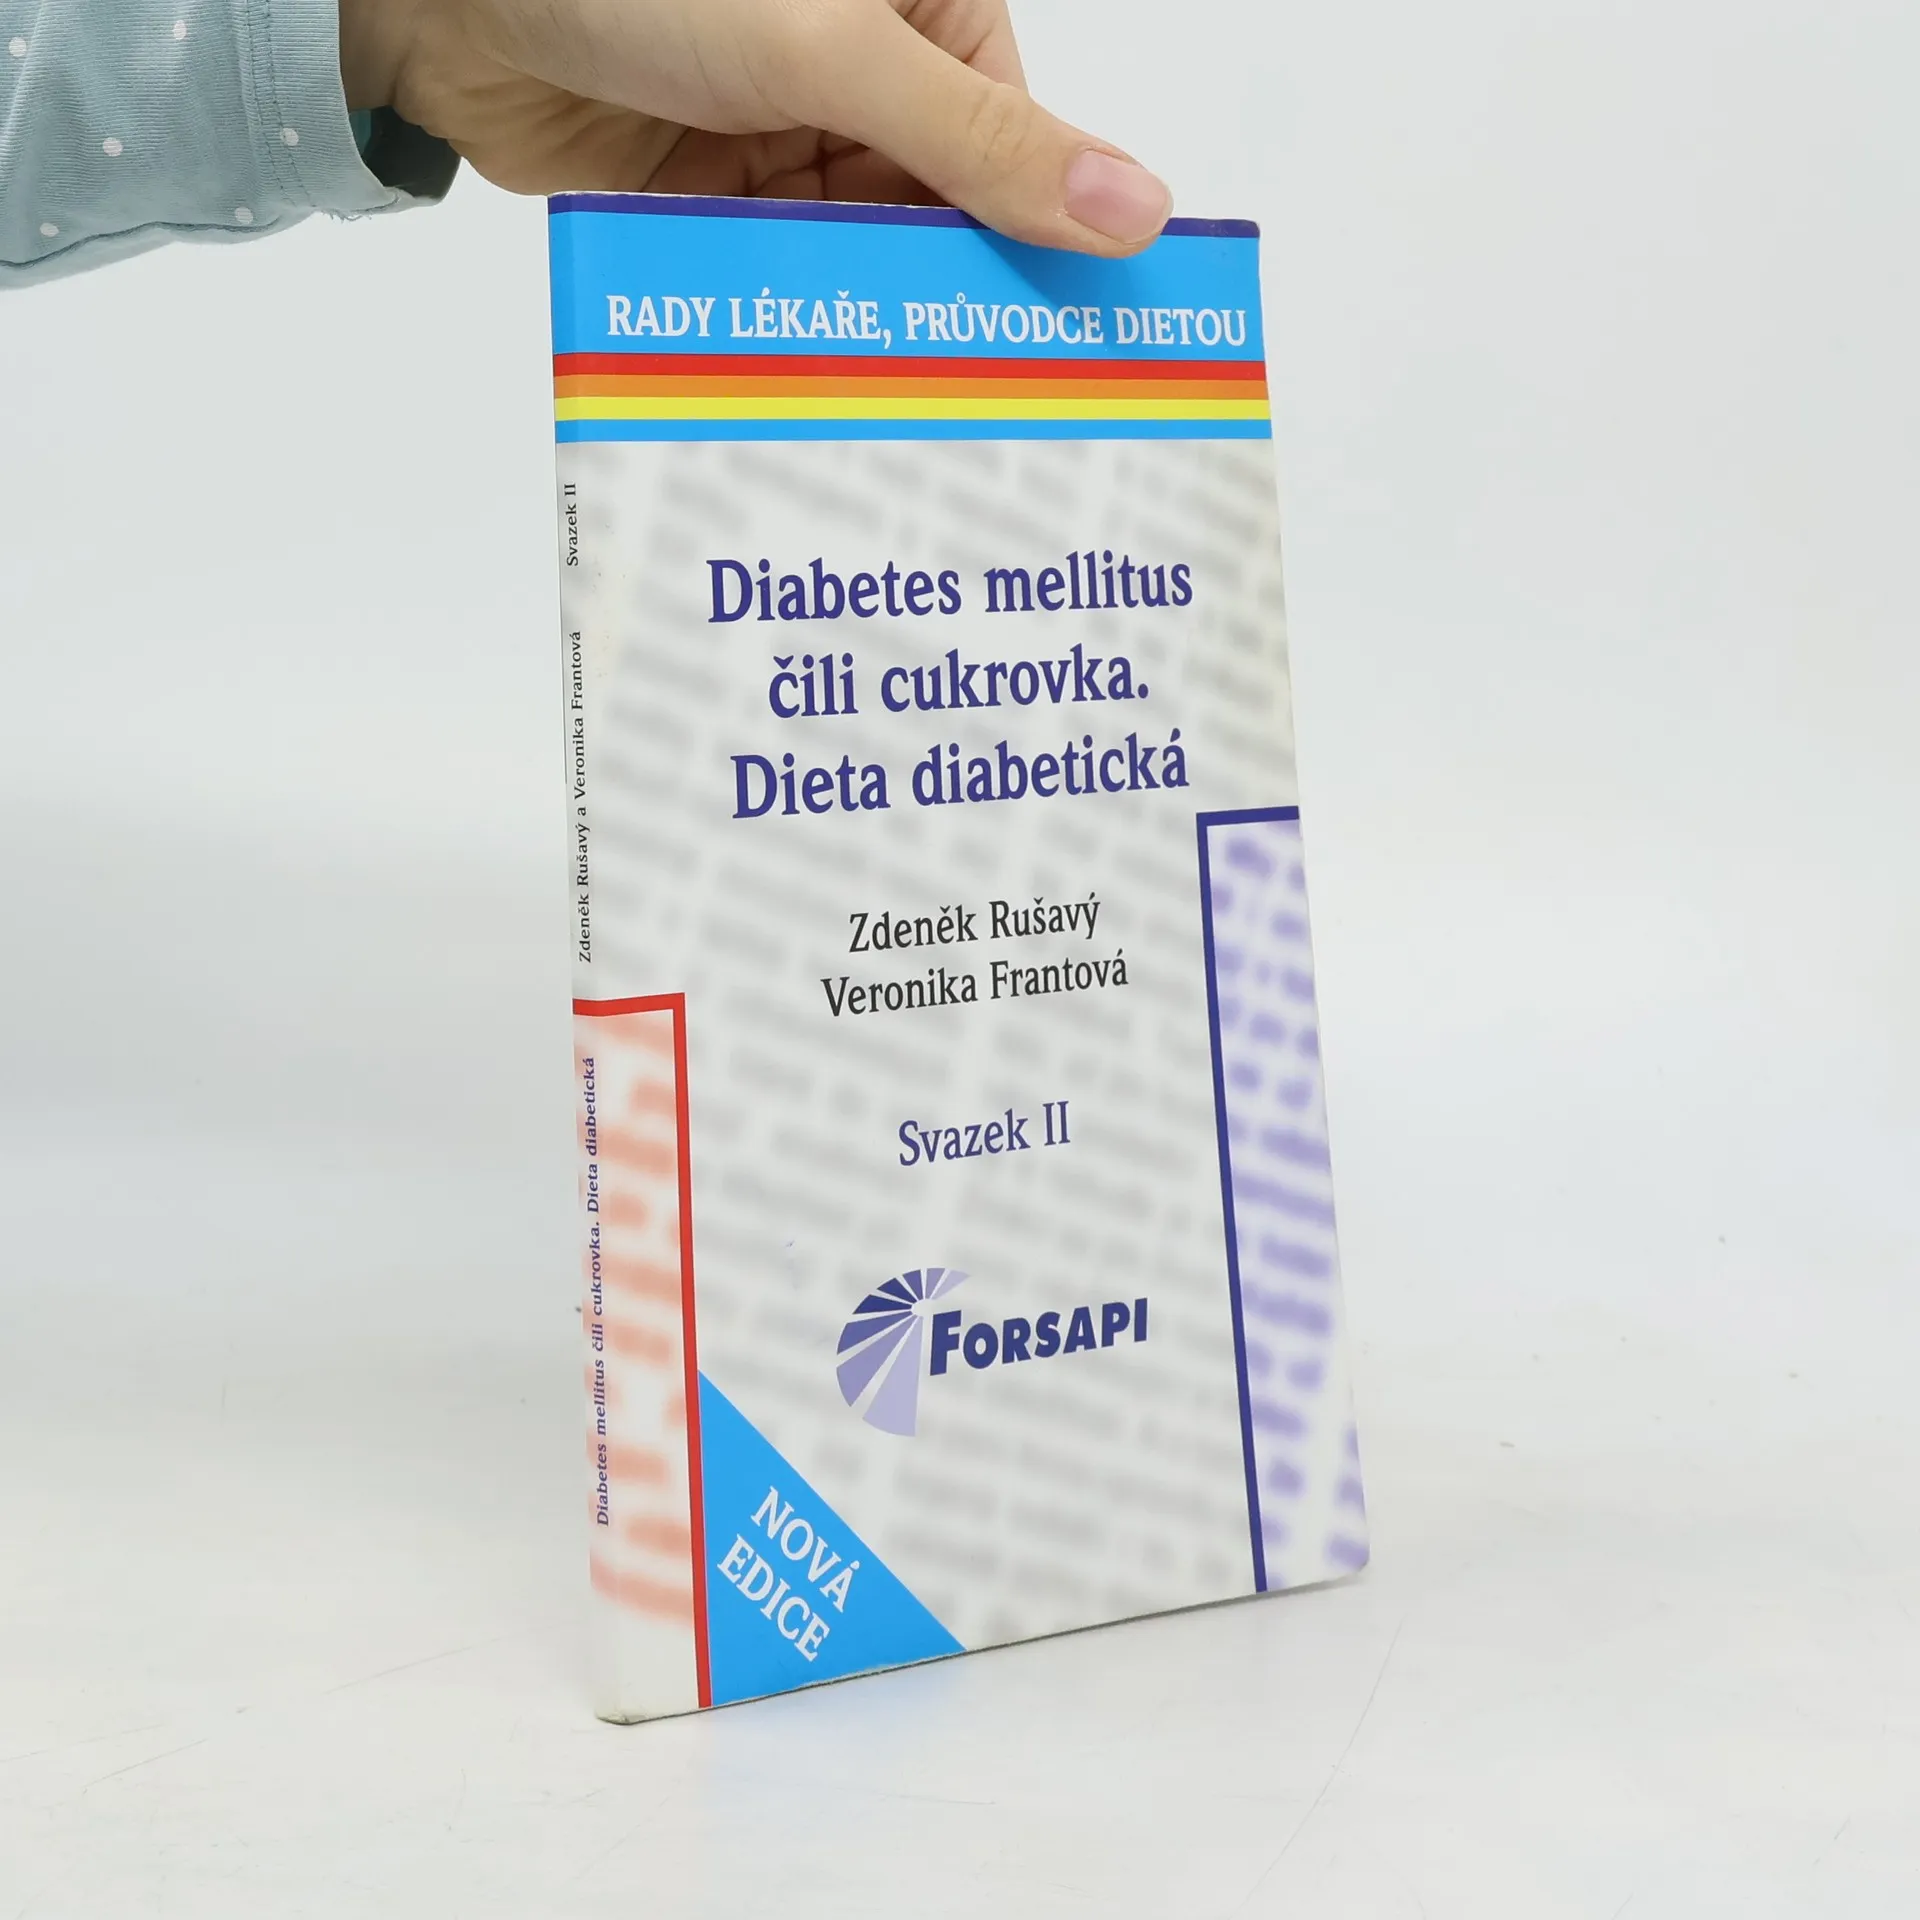 RADY LÉKAŘE, PRŮVODCE DIETOU
Diabetes mellitus
čili cukrovka.
Dieta diabetická
Zdeněk Rušavý
Veronika Frantová
Svazek II
FORSAPI
NOVÁ
EDICE
Diabetes mellitus čili cukrovka. Dieta diabetická Zdeněk Rušavý a Veronika Frantová Svazek II